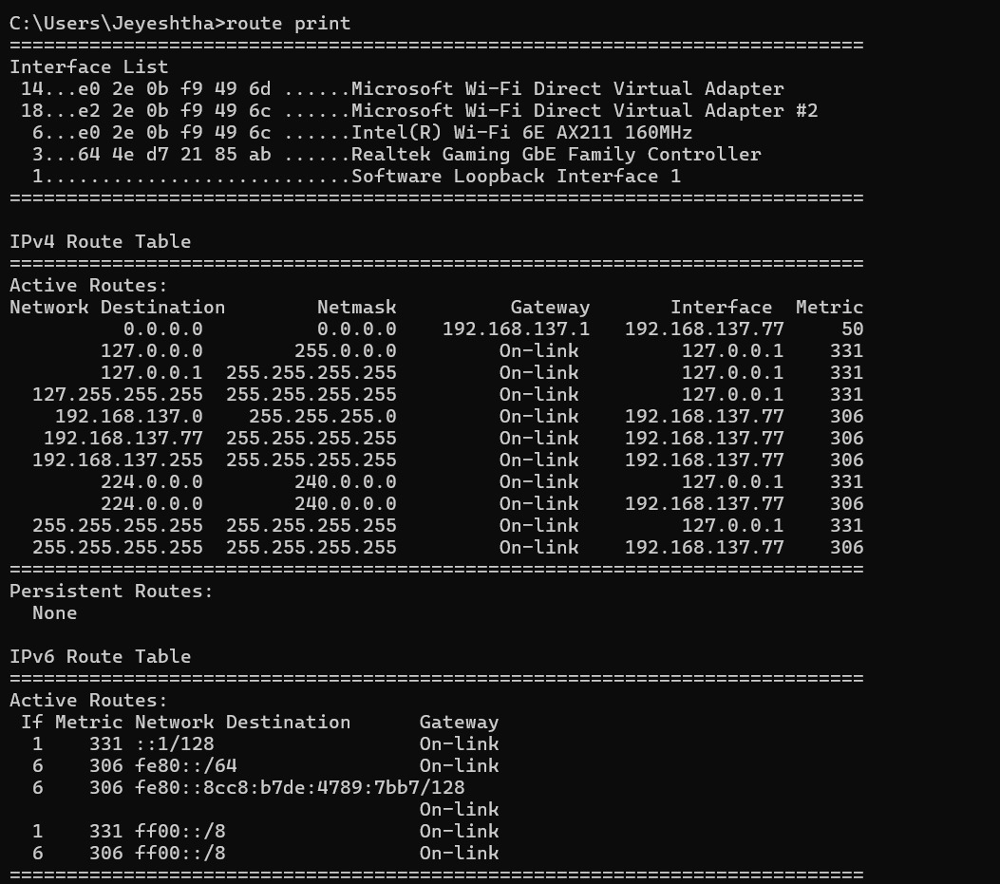 C:\Users\Jeyeshtha>route print
===========================================================================
Interface List
 14...e0 2e 0b f9 49 6d ......Microsoft Wi-Fi Direct Virtual Adapter
 18...e2 2e 0b f9 49 6c ......Microsoft Wi-Fi Direct Virtual Adapter #2
  6...e0 2e 0b f9 49 6c ......Intel(R) Wi-Fi 6E AX211 160MHz
  3...64 4e d7 21 85 ab ......Realtek Gaming GbE Family Controller
  1...........................Software Loopback Interface 1
===========================================================================

IPv4 Route Table
===========================================================================
Active Routes:
Network Destination        Netmask          Gateway       Interface  Metric
          0.0.0.0          0.0.0.0    192.168.137.1   192.168.137.77     50
        127.0.0.0        255.0.0.0         On-link         127.0.0.1    331
        127.0.0.1  255.255.255.255         On-link         127.0.0.1    331
  127.255.255.255  255.255.255.255         On-link         127.0.0.1    331
    192.168.137.0    255.255.255.0         On-link    192.168.137.77    306
   192.168.137.77  255.255.255.255         On-link    192.168.137.77    306
  192.168.137.255  255.255.255.255         On-link    192.168.137.77    306
        224.0.0.0        240.0.0.0         On-link         127.0.0.1    331
        224.0.0.0        240.0.0.0         On-link    192.168.137.77    306
  255.255.255.255  255.255.255.255         On-link         127.0.0.1    331
  255.255.255.255  255.255.255.255         On-link    192.168.137.77    306
===========================================================================
Persistent Routes:
  None

IPv6 Route Table
===========================================================================
Active Routes:
 If Metric Network Destination      Gateway
  1    331 ::1/128                  On-link
  6    306 fe80::/64                On-link
  6    306 fe80::8cc8:b7de:4789:7bb7/128
                                    On-link
  1    331 ff00::/8                 On-link
  6    306 ff00::/8                 On-link
===========================================================================